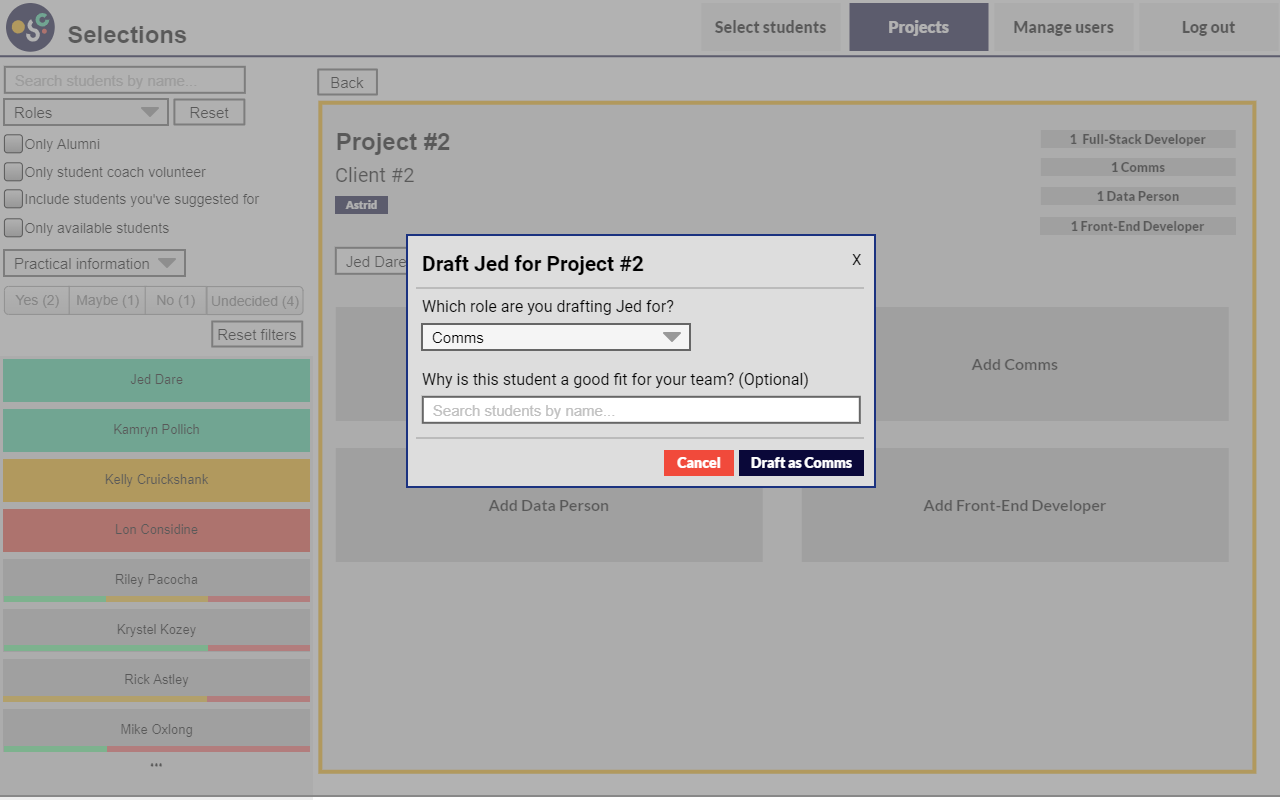 Selections
Select students
Projects
Manage users
Log out
Search students by name...
Roles
Reset
Only Alumni
Only student coach volunteer
Include students you've suggested for
Only available students
Practical information
Yes (2)
Maybe (1)
No (1)
Undecided (4)
Reset filters
Jed Dare
Kamryn Pollich
Kelly Cruickshank
Lon Considine
Riley Pacocha
Krystel Kozey
Rick Astley
Mike Oxlong
...
Back
Project #2
Client #2
Astrid
1 Full-Stack Developer
1 Comms
1 Data Person
1 Front-End Developer
Jed Dare
Add Comms
Add Data Person
Add Front-End Developer
Draft Jed for Project #2
X
Which role are you drafting Jed for?
Comms
Why is this student a good fit for your team? (Optional)
Search students by name...
Cancel
Draft as Comms